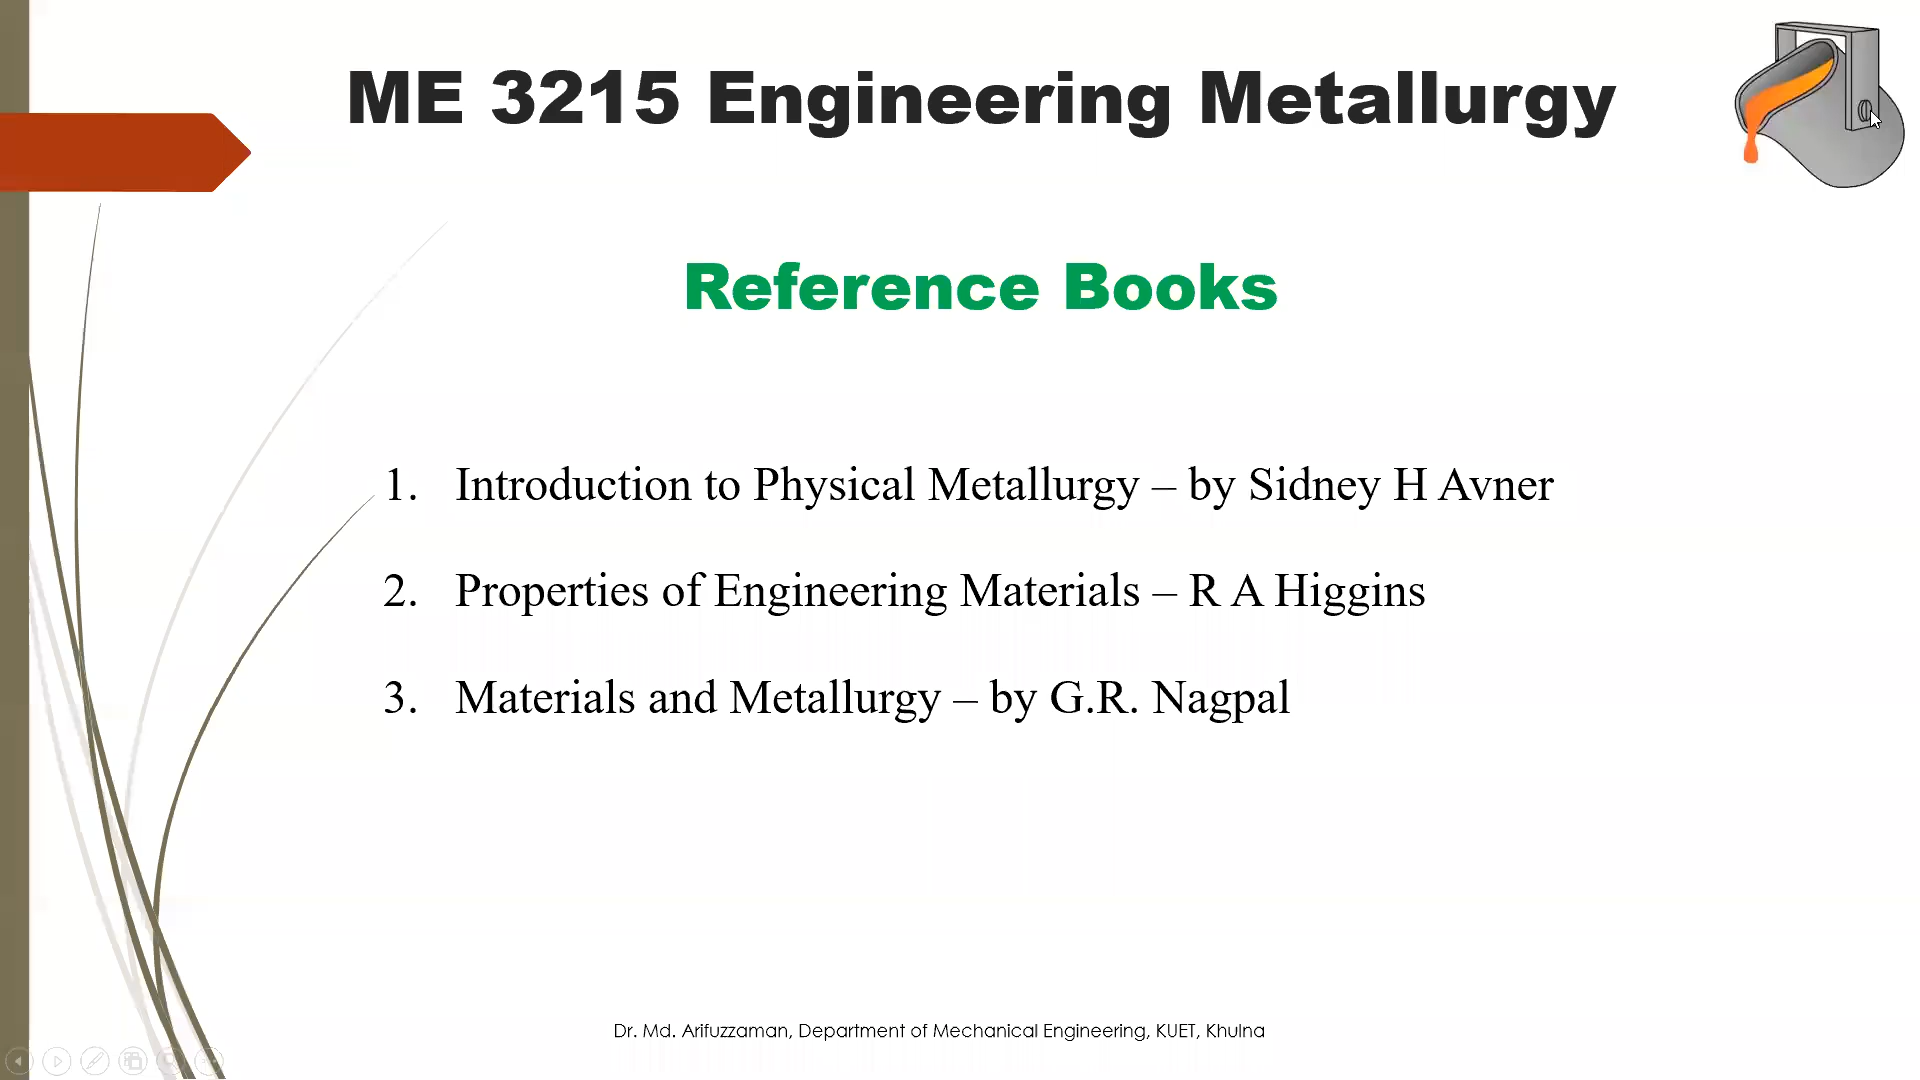 ME 3215 Engineering Metallurgy
Reference Books
1. Introduction to Physical Metallurgy – by Sidney H Avner
2. Properties of Engineering Materials – R A Higgins
3. Materials and Metallurgy – by G.R. Nagpal
Dr. Md. Arifuzzaman, Department of Mechanical Engineering, KUET, Khulna